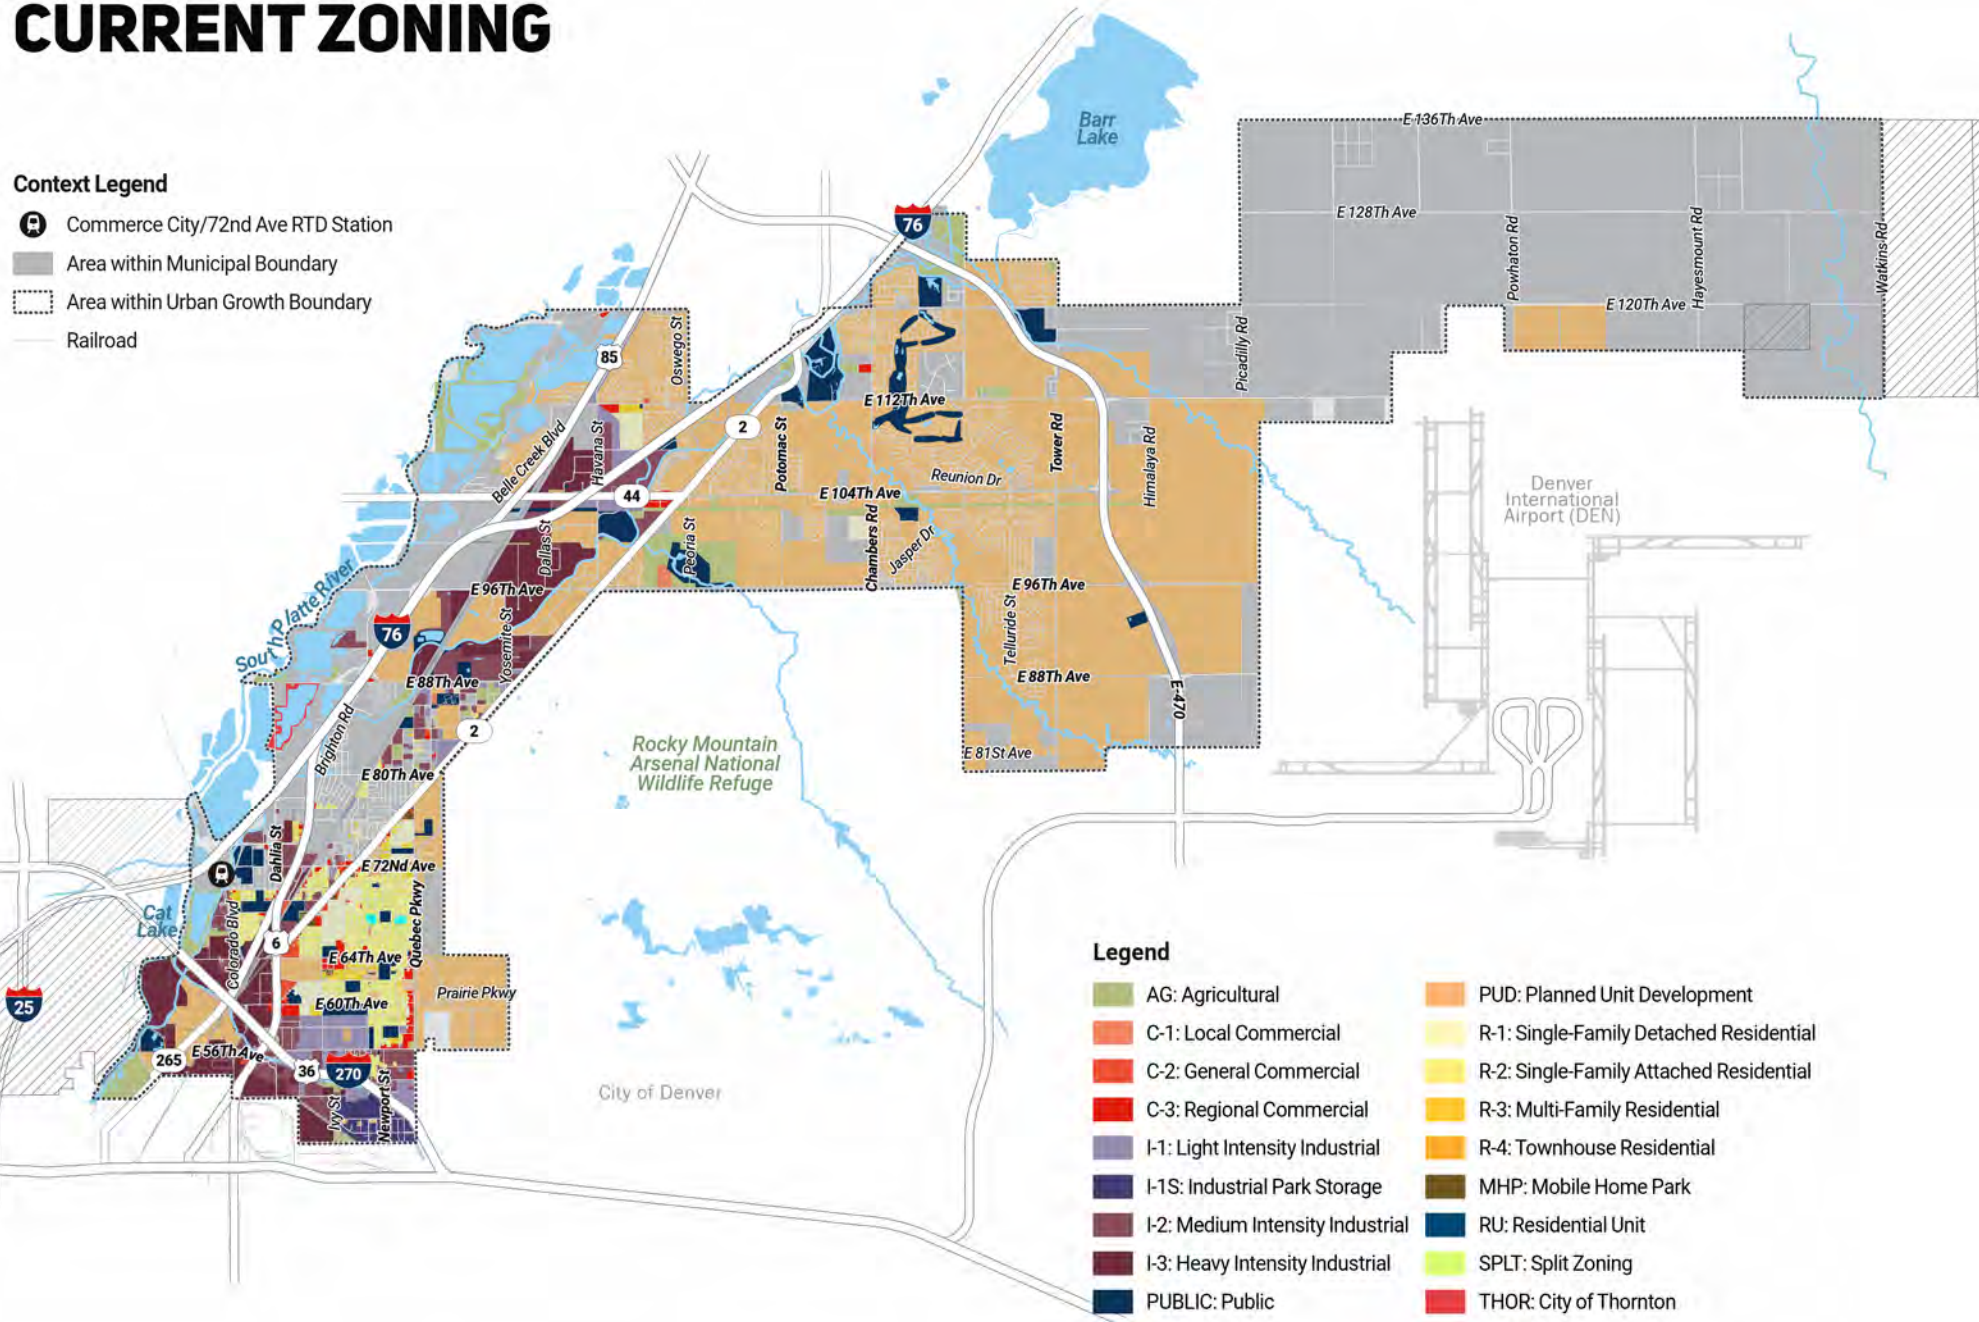 CURRENT ZONING
Context Legend
Commerce City/72nd Ave RTD Station
Area within Municipal Boundary
Area within Urban Growth Boundary
Railroad
Barr
Lake
E 136Th Ave
E 128Th Ave
Powhaton Rd
Hayesmount Rd
Watkins Rd
E 120Th Ave
Picadilly Rd
76
85
Oswego St
2
Potomac St
E 112Th Ave
Tower Rd
Himalaya Rd
Belle Creek Blvd
Havana St
44
E 104Th Ave
Reunion Dr
Chambers Rd
Jasper Dr
Dallas St
Peoria St
E 96Th Ave
E 96Th Ave
Yosemite St
Telluride St
South Platte River
76
E 88Th Ave
E 88Th Ave
E-470
E 81St Ave
2
Brighton Rd
E 80Th Ave
Denver
International
Airport (DEN)
Rocky Mountain
Arsenal National
Wildlife Refuge
Dahlia St
E 72Nd Ave
Quebec Pkwy
Cat
Lake
Colorado Blvd
6
E 64Th Ave
E 60Th Ave
Prairie Pkwy
25
265
E 56Th Ave
36
270
Ivy St
Newport St
City of Denver
Legend
AG: Agricultural
C-1: Local Commercial
C-2: General Commercial
C-3: Regional Commercial
I-1: Light Intensity Industrial
I-1S: Industrial Park Storage
I-2: Medium Intensity Industrial
I-3: Heavy Intensity Industrial
PUBLIC: Public
PUD: Planned Unit Development
R-1: Single-Family Detached Residential
R-2: Single-Family Attached Residential
R-3: Multi-Family Residential
R-4: Townhouse Residential
MHP: Mobile Home Park
RU: Residential Unit
SPLT: Split Zoning
THOR: City of Thornton